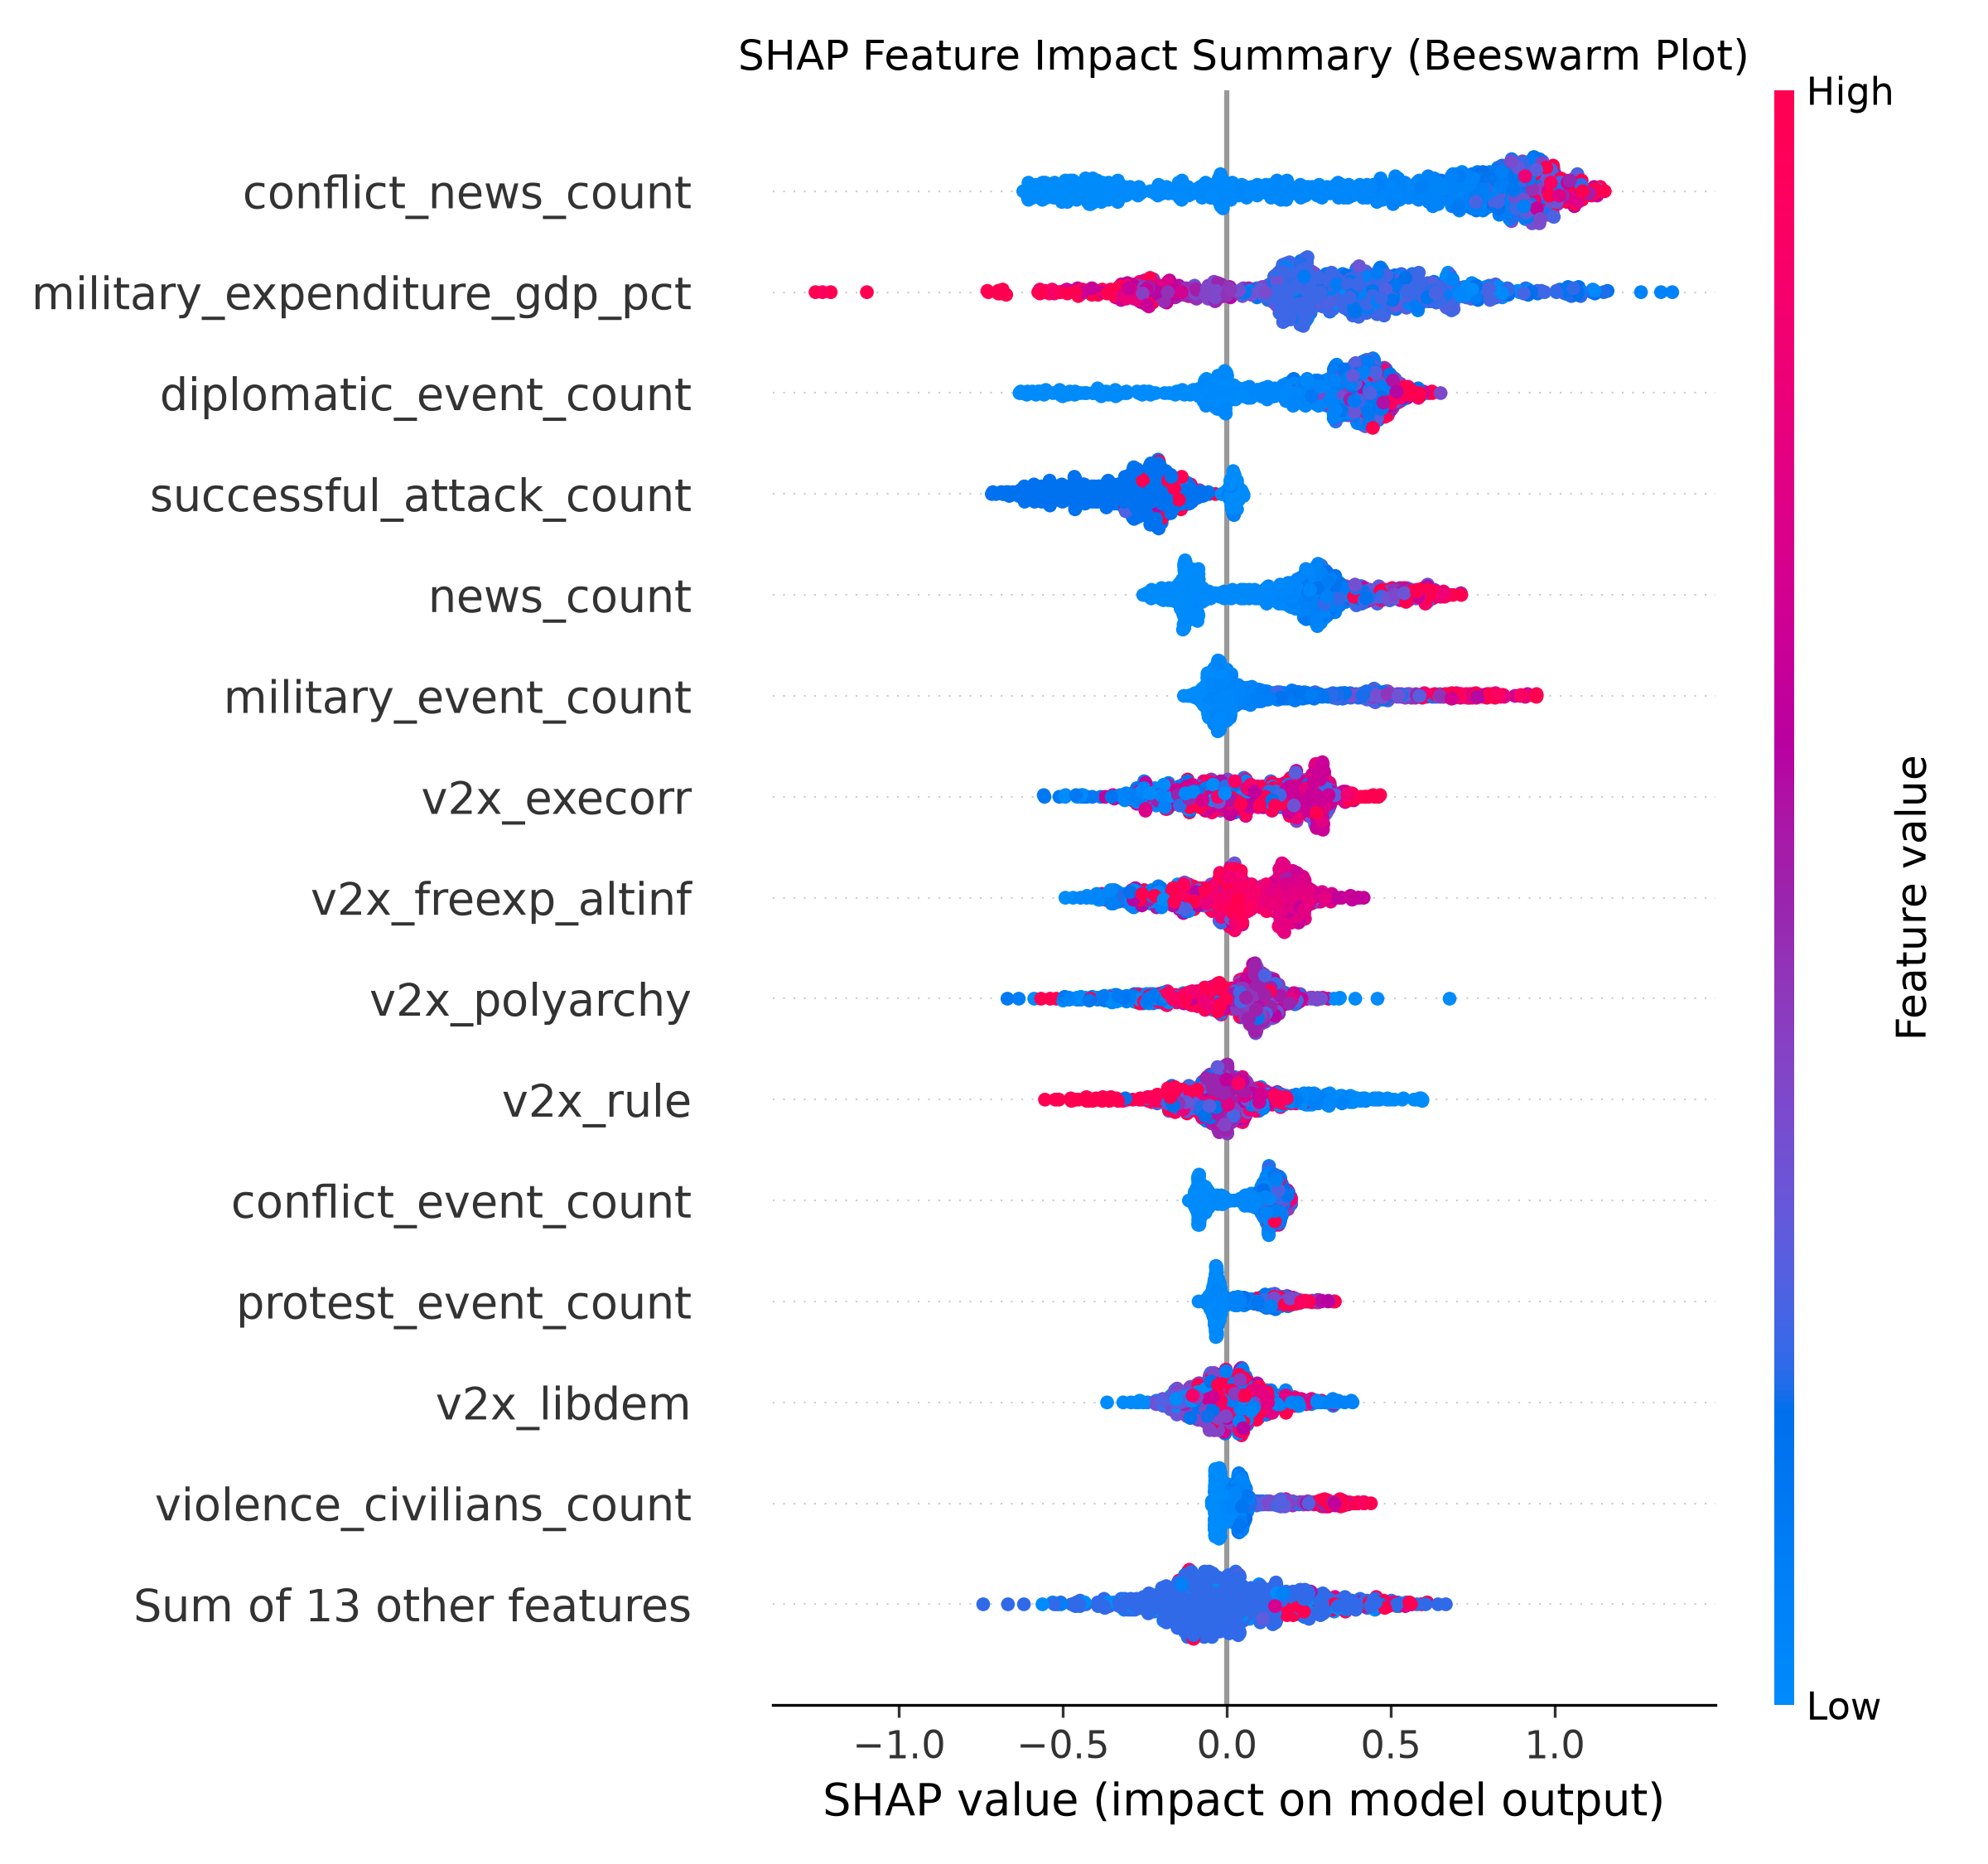 SHAP Feature Impact Summary (Beeswarm Plot)
High
conflict_news_count
military_expenditure_gdp_pct
diplomatic_event_count
successful_attack_count
news_count
military_event_count
v2x_execorr
v2x_freexp_altinf
v2x_polyarchy
v2x_rule
conflict_event_count
protest_event_count
v2x_libdem
violence_civilians_count
Sum of 13 other features
Feature value
Low
−1.0 −0.5 0.0 0.5 1.0
SHAP value (impact on model output)